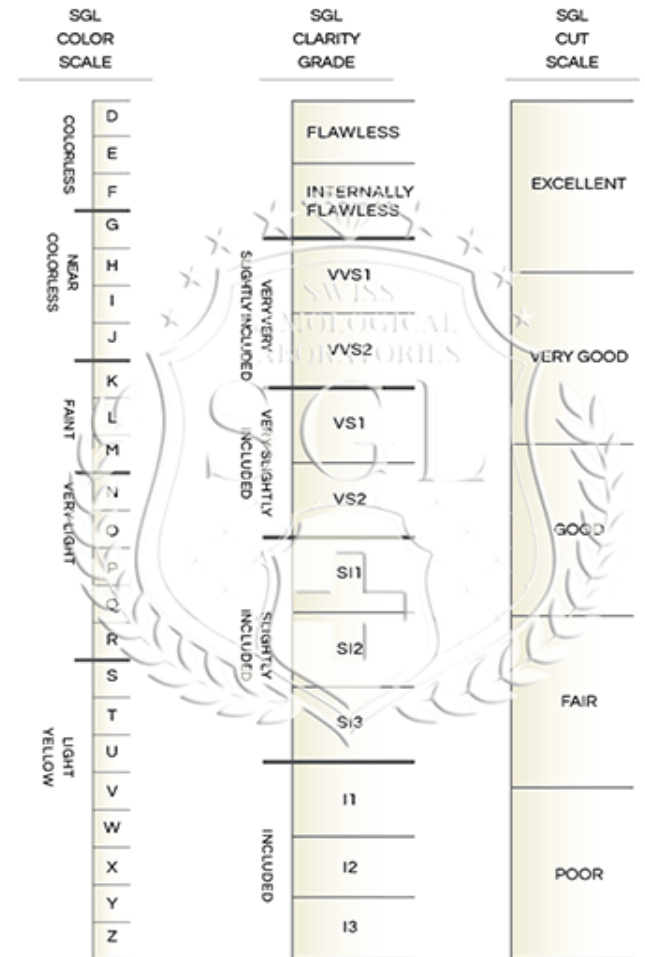 SGL
COLOR
SCALE
COLORLESS
D
E
F
NEAR
COLORLESS
G
H
I
J
FAINT
K
L
M
VERY LIGHT
N
O
P
Q
R
LIGHT
YELLOW
S
T
U
V
W
X
Y
Z
SGL
CLARITY
GRADE
FLAWLESS
INTERNALLY
FLAWLESS
VERY VERY
SLIGHTLY INCLUDED
VVS1
VVS2
VERY SLIGHTLY
INCLUDED
VS1
VS2
SLIGHTLY
INCLUDED
SI1
SI2
SI3
INCLUDED
I1
I2
I3
SGL
CUT
SCALE
EXCELLENT
VERY GOOD
GOOD
FAIR
POOR
SWISS
GEMOLOGICAL
LABORATORIES
SGL